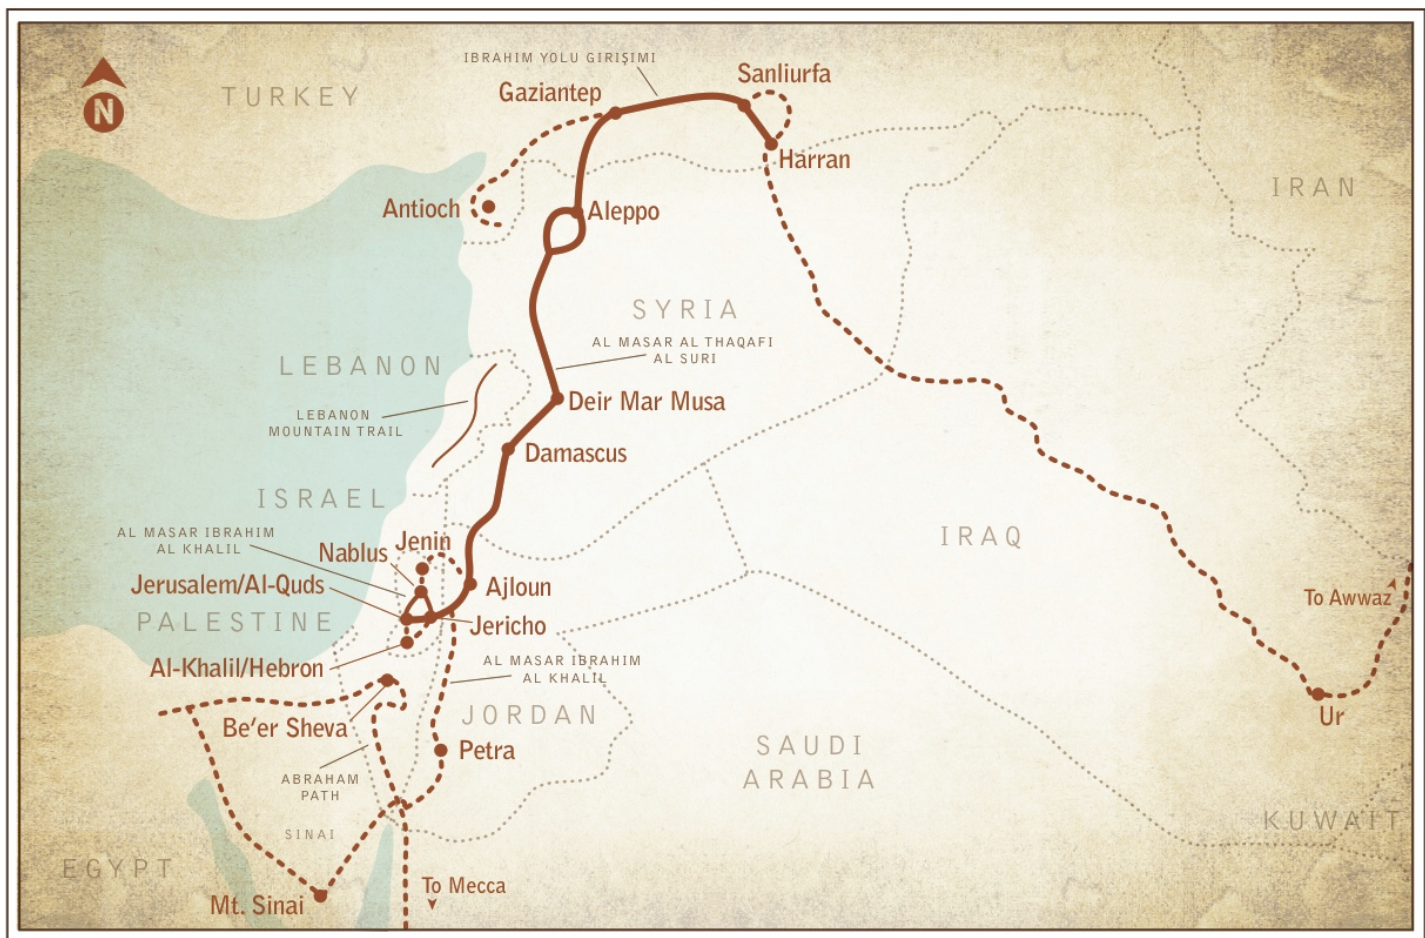 IBRAHIM YOLU GIRIŞIMI
Sanliurfa
TURKEY
Gaziantep
N
Harran
IRAN
Antioch
Aleppo
SYRIA
AL MASAR AL THAQAFI
AL SURI
LEBANON
LEBANON
MOUNTAIN TRAIL
Deir Mar Musa
Damascus
ISRAEL
AL MASAR IBRAHIM
AL KHALIL
Nablus
Jenin
IRAQ
Jerusalem/Al-Quds
Ajloun
To Awwaz
PALESTINE
Jericho
Al-Khalil/Hebron
AL MASAR IBRAHIM
AL KHALIL
Be’er Sheva
JORDAN
Ur
Petra
SAUDI
ARABIA
ABRAHAM
PATH
SINAI
KUWAIT
EGYPT
To Mecca
Mt. Sinai